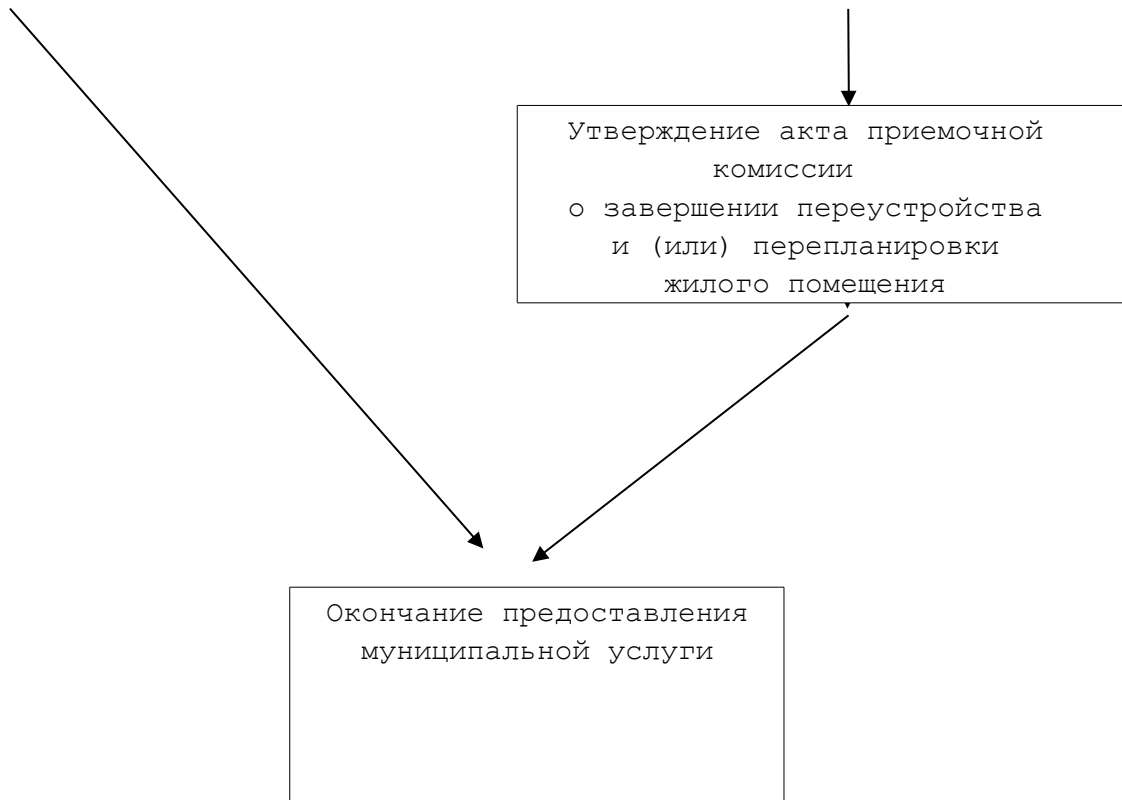 Утверждение акта приемочной
комиссии
о завершении переустройства
и (или) перепланировки
жилого помещения
Окончание предоставления
муниципальной услуги